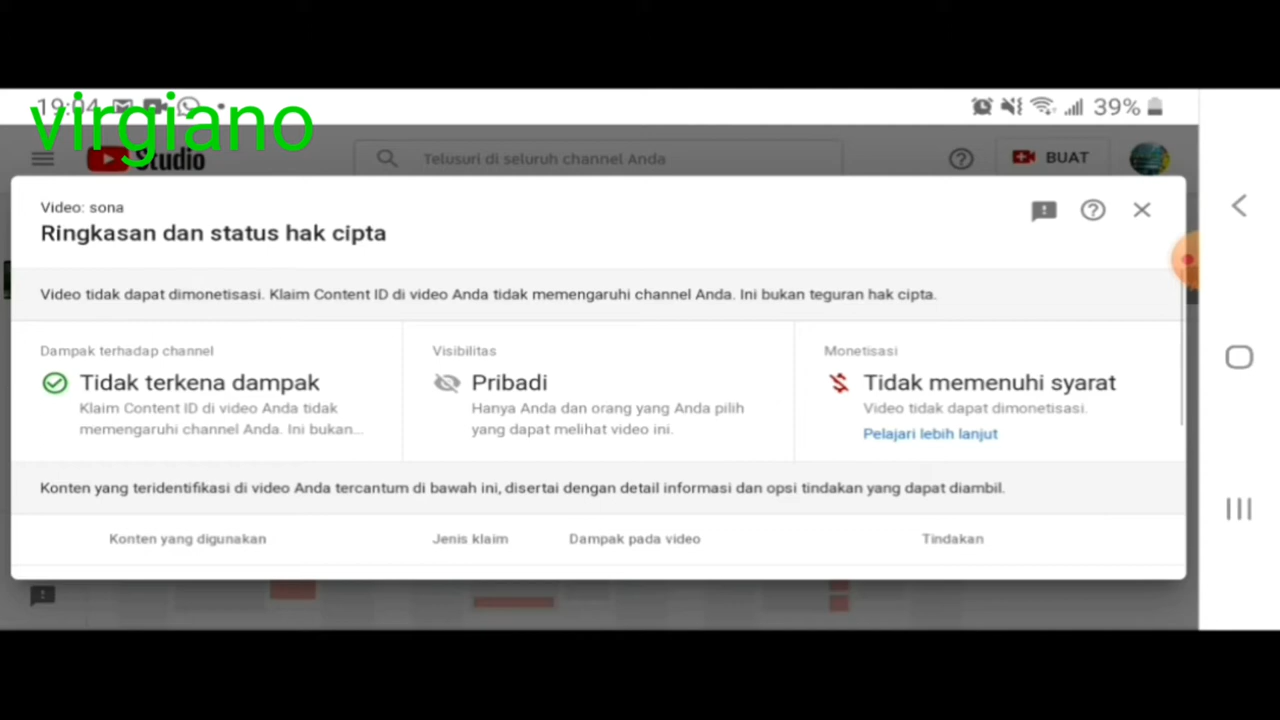 19:04
virgiano
39%
Studio
Telusuri di seluruh channel Anda
BUAT
Video: sona
Ringkasan dan status hak cipta
Video tidak dapat dimonetisasi. Klaim Content ID di video Anda tidak memengaruhi channel Anda. Ini bukan teguran hak cipta.
Dampak terhadap channel
Tidak terkena dampak
Klaim Content ID di video Anda tidak
memengaruhi channel Anda. Ini bukan...
Visibilitas
Pribadi
Hanya Anda dan orang yang Anda pilih
yang dapat melihat video ini.
Monetisasi
Tidak memenuhi syarat
Video tidak dapat dimonetisasi.
Pelajari lebih lanjut
Konten yang teridentifikasi di video Anda tercantum di bawah ini, disertai dengan detail informasi dan opsi tindakan yang dapat diambil.
Konten yang digunakan
Jenis klaim
Dampak pada video
Tindakan